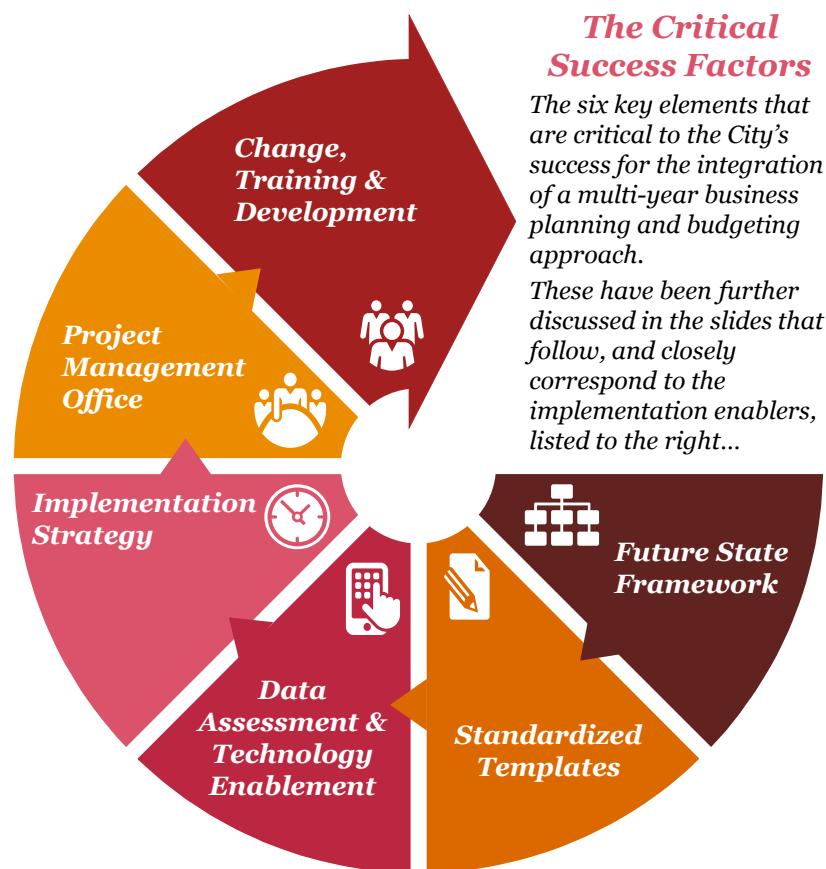 The Critical
Success Factors
The six key elements that
are critical to the City’s
success for the integration
of a multi-year business
planning and budgeting
approach.
These have been further
discussed in the slides that
follow, and closely
correspond to the
implementation enablers,
listed to the right...
Change,
Training &
Development
Project
Management
Office
Implementation
Strategy
Data
Assessment &
Technology
Enablement
Standardized
Templates
Future State
Framework